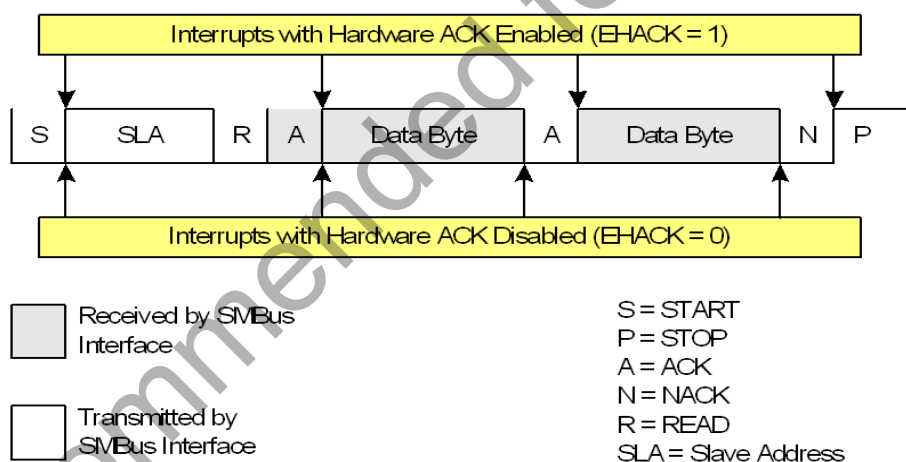 Interrupts with Hardware ACK Enabled (EHACK = 1)
S SLA R A Data Byte A Data Byte N P
Interrupts with Hardware ACK Disabled (EHACK = 0)
Received by SMBus
Interface
Transmitted by
SMBus Interface
S = START
P = STOP
A = ACK
N = NACK
R = READ
SLA = Slave Address